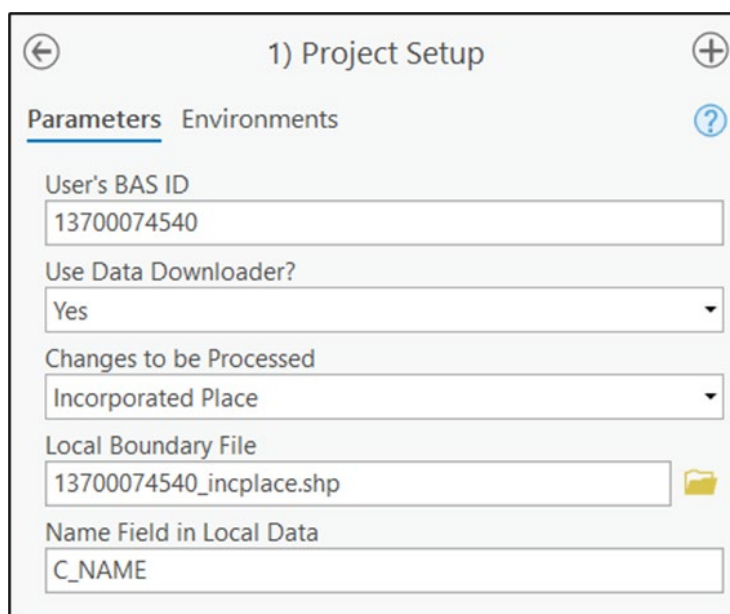 1) Project Setup
Parameters Environments
User's BAS ID
13700074540
Use Data Downloader?
Yes
Changes to be Processed
Incorporated Place
Local Boundary File
13700074540_incplace.shp
Name Field in Local Data
C_NAME